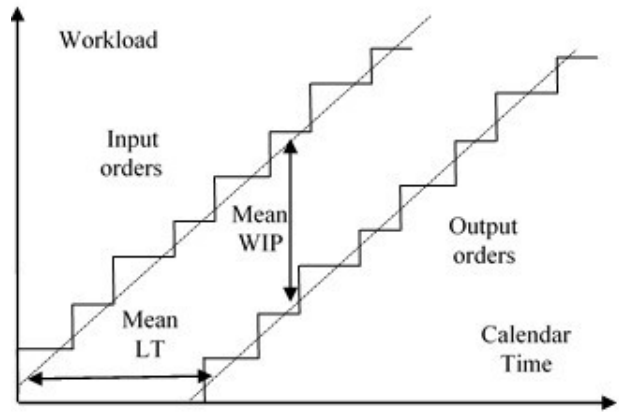 Workload
Input
orders
Mean
WIP
Output
orders
Mean
LT
Calendar
Time